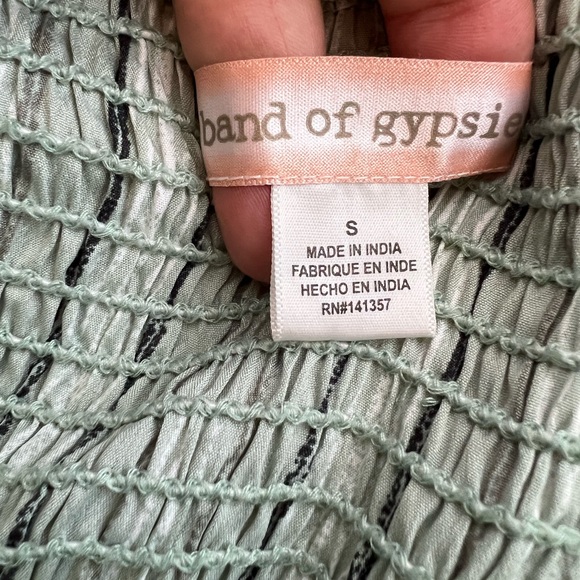 band of gypsie
S
MADE IN INDIA
FABRIQUE EN INDE
HECHO EN INDIA
RN#141357